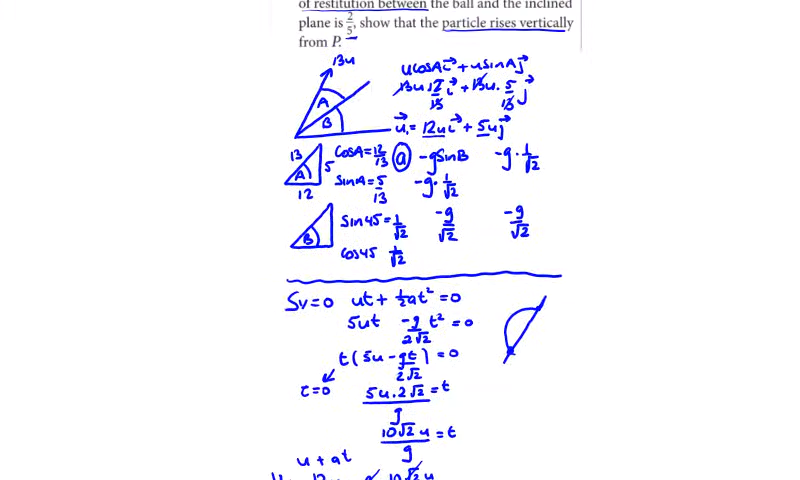 of restitution between the ball and the inclined
plane is 2/5, show that the particle rises vertically
from P.
13u
A
B
ucosA i⃗ + usinA j⃗
13u 12/13 i⃗ + 13u . 5/13 j⃗
u⃗₁ = 12u i⃗ + 5u j⃗
13
A
5
12
cosA = 12/13
sinA = 5/13
a
-gsinB
-g . 1/√2
-g . 1/√2
B
sin45 = 1/√2
cos45 1/√2
-g/√2
-g/√2
Sv=0 ut + 1/2at² = 0
5ut -g/2√2 t² = 0
t(5u - gt/2√2) = 0
t=0 5u.2√2/g = t
10√2u/g = t
u + at